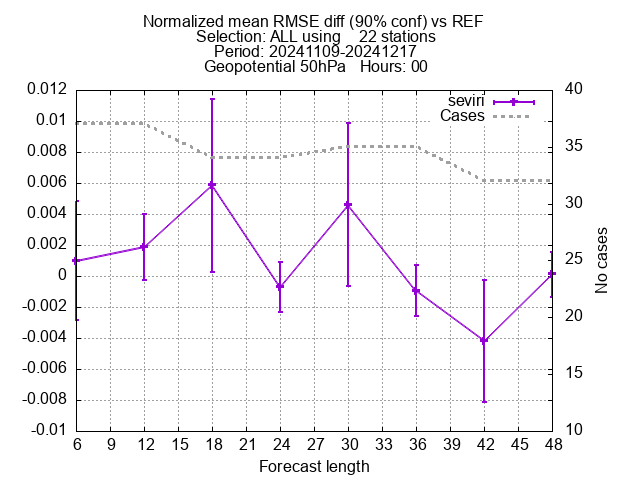 Normalized mean RMSE diff (90% conf) vs REF
Selection: ALL using    22 stations
Period: 20241109-20241217
Geopotential 50hPa   Hours: 00
seviri
Cases
0.012
0.01
0.008
0.006
0.004
0.002
0
-0.002
-0.004
-0.006
-0.008
-0.01
40
35
30
25
20
15
10
No cases
6 9 12 15 18 21 24 27 30 33 36 39 42 45 48
Forecast length